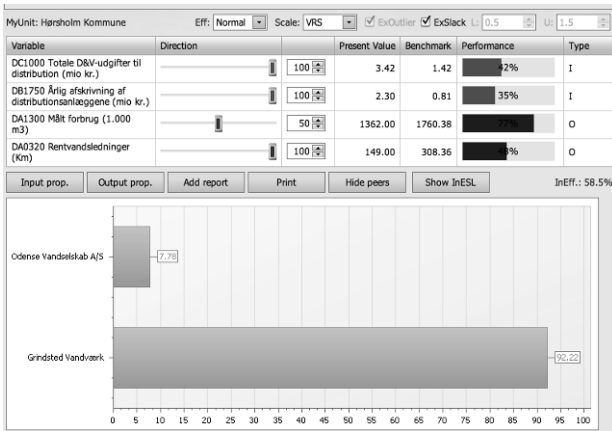 MyUnit: Hørsholm Kommune Eff: Normal Scale: VRS ExOutlier ExSlack L: 0.5 U: 1.5
Variable Direction Present Value Benchmark Performance Type
DC1000 Totale D&V-udgifter til
distribution (mio kr.) 100 3.42 1.42 42% I
DB1750 Årlig afskrivning af
distributionsanlæggene (mio kr.) 100 2.30 0.81 35% I
DA1300 Målt forbrug (1.000
m3) 50 1362.00 1760.38 77% O
DA0320 Rentvandsledninger
(Km) 100 149.00 308.36 48% O
Input prop. Output prop. Add report Print Hide peers Show InESL InEff.: 58.5%
Odense Vandselskab A/S 7.78
Grindsted Vandværk 92.22
0 5 10 15 20 25 30 35 40 45 50 55 60 65 70 75 80 85 90 95 100